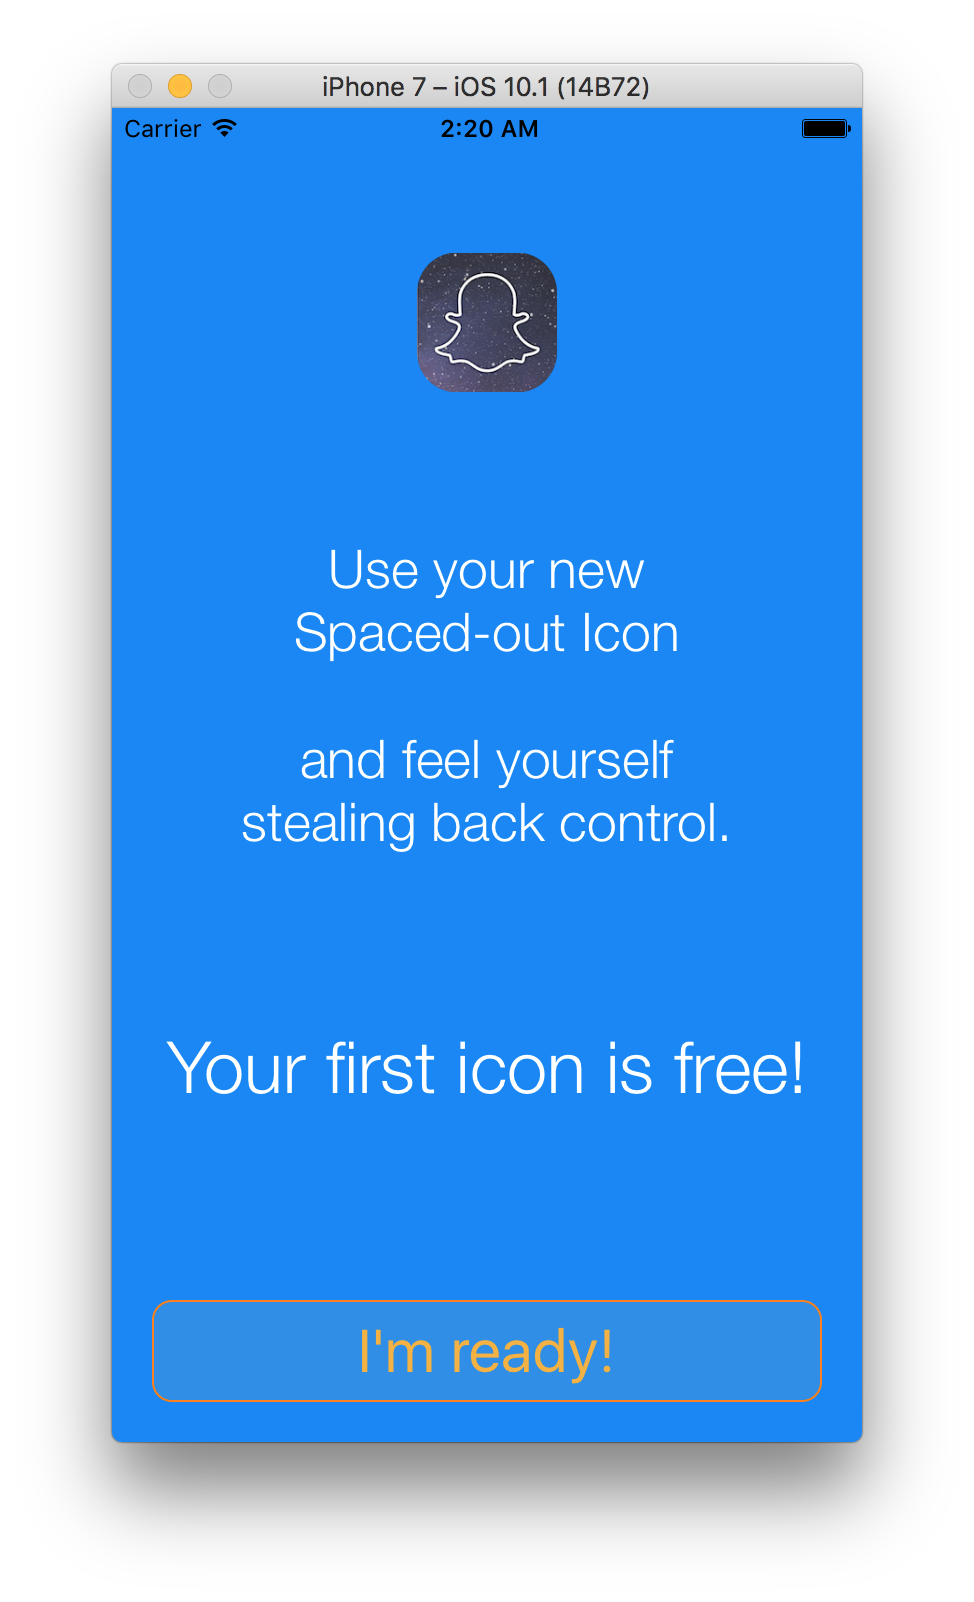 iPhone 7 – iOS 10.1 (14B72)
Carrier 2:20 AM
Use your new
Spaced-out Icon
and feel yourself
stealing back control.
Your first icon is free!
I'm ready!